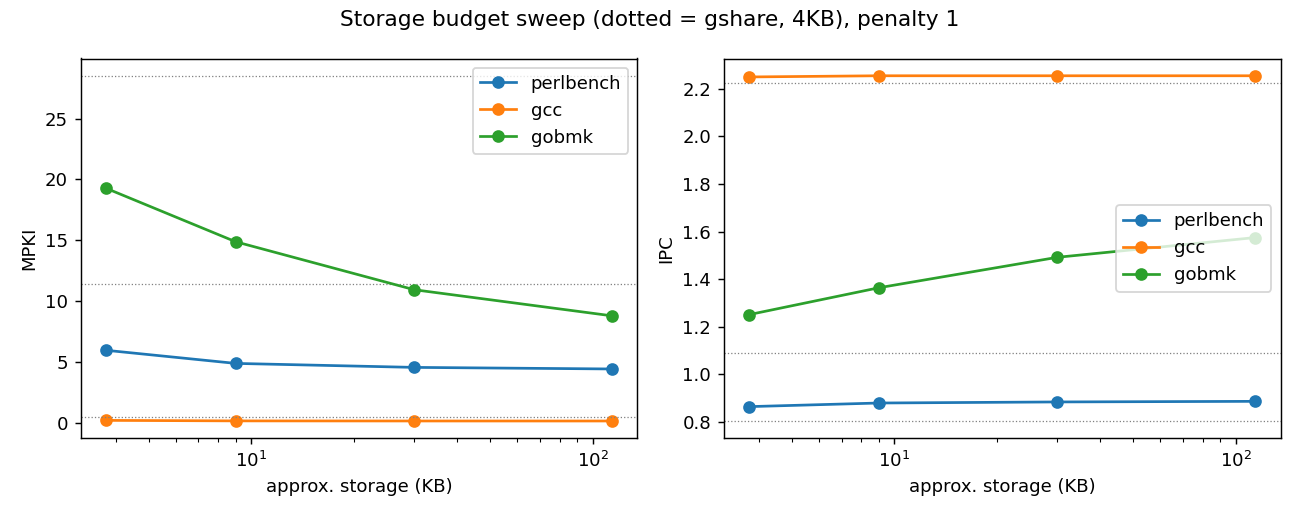 Storage budget sweep (dotted = gshare, 4KB), penalty 1
MPKI
25
20
15
10
5
0
perlbench
gcc
gobmk
10¹
10²
approx. storage (KB)
IPC
2.2
2.0
1.8
1.6
1.4
1.2
1.0
0.8
perlbench
gcc
gobmk
10¹
10²
approx. storage (KB)